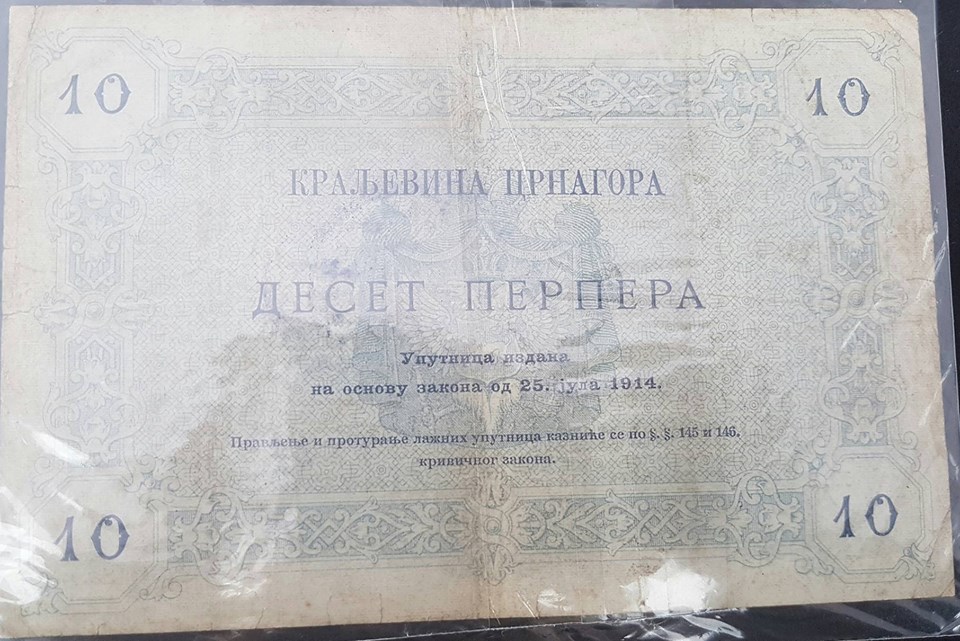 10
10
КРАЉЕВИНА ЦРНАГОРА
ДЕСЕТ ПЕРПЕРА
Упутница издана
на основу закона од 25. јула 1914.
Прављење и протурање лажних упутница казниће се по §. §. 145 и 146.
кривичног закона.
10
10